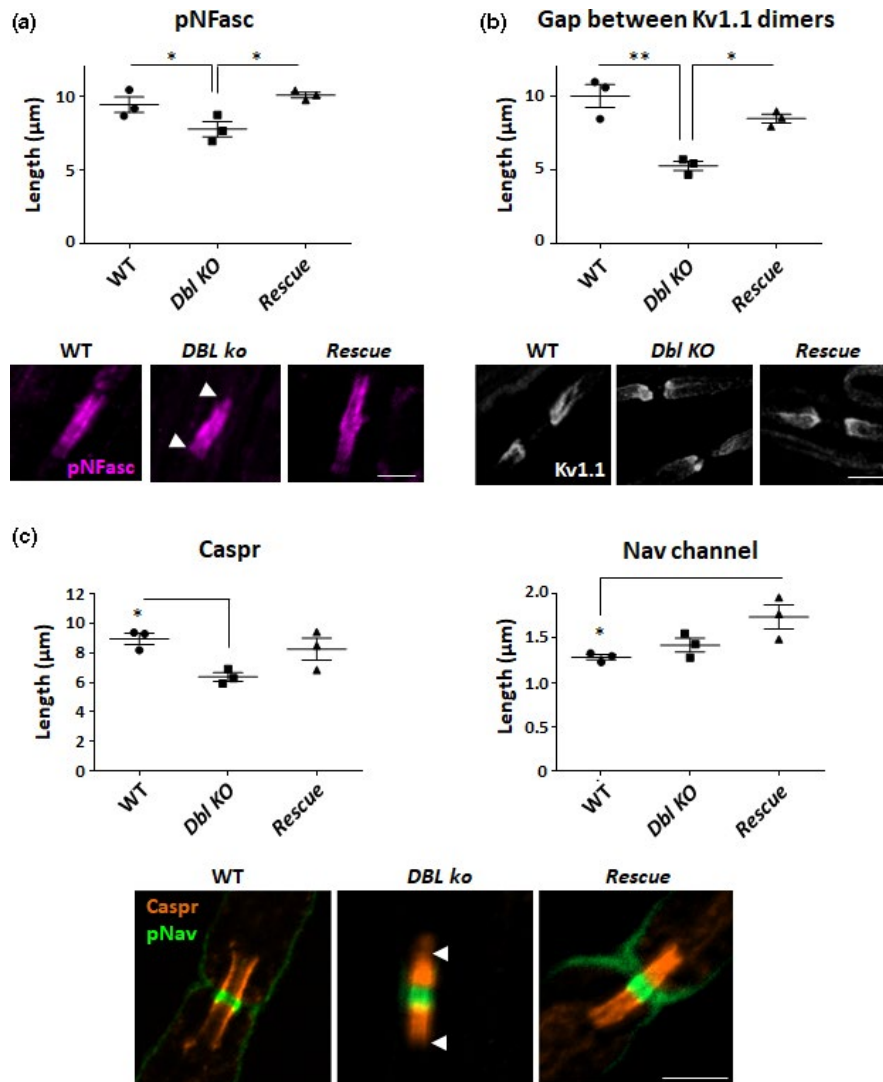 (a)
pNFasc
*
*
Length (µm)
10
5
0
WT
Dbl KO
Rescue
WT
DBL ko
Rescue
pNFasc
(b)
Gap between Kv1.1 dimers
**
*
Length (µm)
10
5
0
WT
Dbl KO
Rescue
WT
Dbl KO
Rescue
Kv1.1
(c)
Caspr
*
Length (µm)
12
10
8
6
4
2
0
WT
Dbl KO
Rescue
Nav channel
*
Length (µm)
2.0
1.5
1.0
0.5
0
WT
Dbl KO
Rescue
WT
DBL ko
Rescue
Caspr
pNav